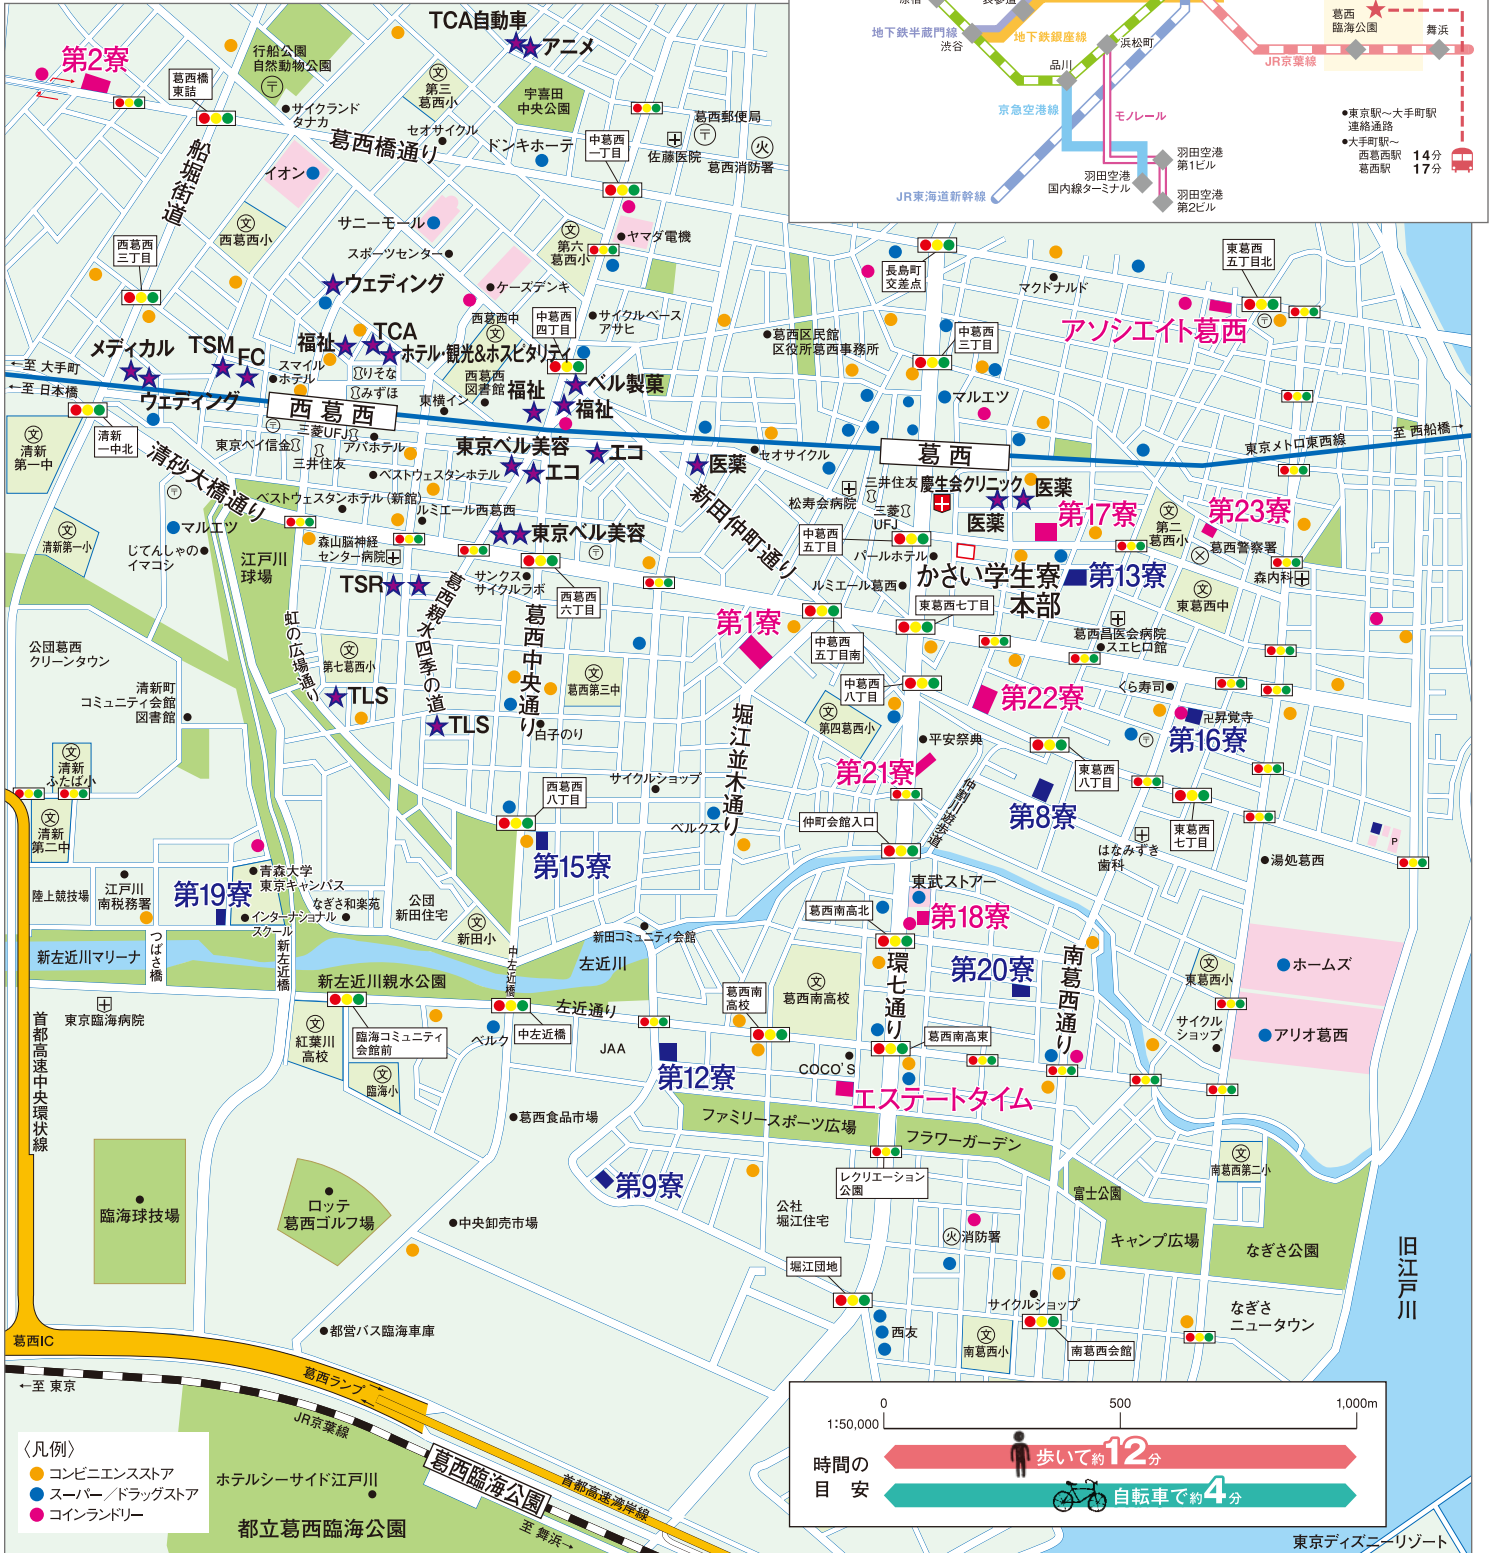 TCA自動車
アニメ
第2寮
行船公園
自然動物公園
葛西橋
東詰
サイクランド
タナカ
第三
葛西小
宇喜田
中央公園
セオサイクル
葛西橋通り
ドンキホーテ
中葛西
一丁目
葛西郵便局
佐藤医院
葛西消防署
船堀街道
イオン
西葛西小
サニーモール
スポーツセンター
第六
葛西小
ヤマダ電機
西葛西
三丁目
ウェディング
ケーズデンキ
西葛西中
中葛西
四丁目
サイクルベース
アサヒ
メディカル
TSM
FC
福祉
TCA
ホテル・観光&ホスピタリティ
スマイル
ホテル
りそな
みずほ
西葛西
図書館
東横イン
福祉
ベル製菓
福祉
←至 大手町
←至 日本橋
ウェディング
西葛西
清新
第一中
清新
一中北
東京ベイ信金
三菱UFJ
アパホテル
三井住友
東京ベル美容
エコ
エコ
医薬
清砂大橋通り
ベストウェスタンホテル
ベストウェスタンホテル(新館)
ルミエール西葛西
マルエツ
清新第一小
じてんしゃの
イマコシ
江戸川
球場
森山脳神経
センター病院
東京ベル美容
TSR
サンクス
サイクルラボ
西葛西
六丁目
葛西親水四季の道
葛西中央通り
虹の広場通り
第七葛西小
TLS
TLS
葛西第三中
白子のり
公団葛西
クリーンタウン
清新町
コミュニティ会館
図書館
清新
ふたば小
清新
第二中
西葛西
八丁目
サイクルショップ
ベルクス
第15寮
第1寮
堀江並木通り
新田仲町通り
葛西区民館
区役所葛西事務所
長島町
交差点
マクドナルド
東葛西
五丁目北
アソシエイト葛西
中葛西
三丁目
マルエツ
セオサイクル
葛西
東京メトロ東西線
至 西船橋→
松寿会病院
三井住友
三菱
UFJ
慶生会クリニック
医薬
医薬
第17寮
第二
葛西小
第23寮
葛西警察署
森内科
中葛西
五丁目
パールホテル
ルミエール葛西
かさい学生寮
本部
第13寮
東葛西中
中葛西
五丁目南
東葛西七丁目
葛西昌医会病院
スエヒロ館
中葛西
八丁目
第22寮
くら寿司
卍昇覚寺
第16寮
第四葛西小
平安祭典
第21寮
仲割川遊歩道
第8寮
東葛西
八丁目
東葛西
七丁目
はなみずき
歯科
湯処葛西
P
仲町会館入口
東武ストアー
葛西南高北
第18寮
第20寮
環七通り
南葛西通り
葛西南高校
葛西南
高校
葛西南高東
COCO'S
エステートタイム
東葛西小
ホームズ
アリオ葛西
サイクル
ショップ
青森大学
東京キャンパス
陸上競技場
江戸川
南税務署
第19寮
インターナショナル
スクール
なぎさ和楽苑
公団
新田住宅
新田小
新左近川マリーナ
つばさ橋
新左近橋
新左近川親水公園
中左近橋
新田コミュニティ会館
左近川
左近通り
東京臨海病院
紅葉川
高校
臨海コミュニティ
会館前
臨海小
ベルク
中左近橋
JAA
第12寮
葛西食品市場
第9寮
首都高速中央環状線
臨海球技場
ロッテ
葛西ゴルフ場
中央卸売市場
都営バス臨海車庫
ファミリースポーツ広場
フラワーガーデン
レクリエーション
公園
公社
堀江住宅
堀江団地
消防署
西友
サイクルショップ
南葛西小
南葛西会館
富士公園
キャンプ広場
南葛西第二小
なぎさ公園
なぎさ
ニュータウン
旧江戸川
葛西IC
←至 東京
葛西ランプ
JR京葉線
葛西臨海公園
首都高速湾岸線
至 舞浜→
ホテルシーサイド江戸川
都立葛西臨海公園
東京ディズニーリゾート
〈凡例〉
コンビニエンスストア
スーパー/ドラッグストア
コインランドリー
0 500 1,000m
1:50,000
時間の
目 安
歩いて約12分
自転車で約4分
地下鉄半蔵門線
渋谷
地下鉄銀座線
浜松町
品川
京急空港線
モノレール
羽田空港
第1ビル
羽田空港
国内線ターミナル
羽田空港
第2ビル
JR東海道新幹線
葛西
臨海公園
舞浜
JR京葉線
●東京駅〜大手町駅
連絡通路
●大手町駅〜
西葛西駅 14分
葛西駅 17分